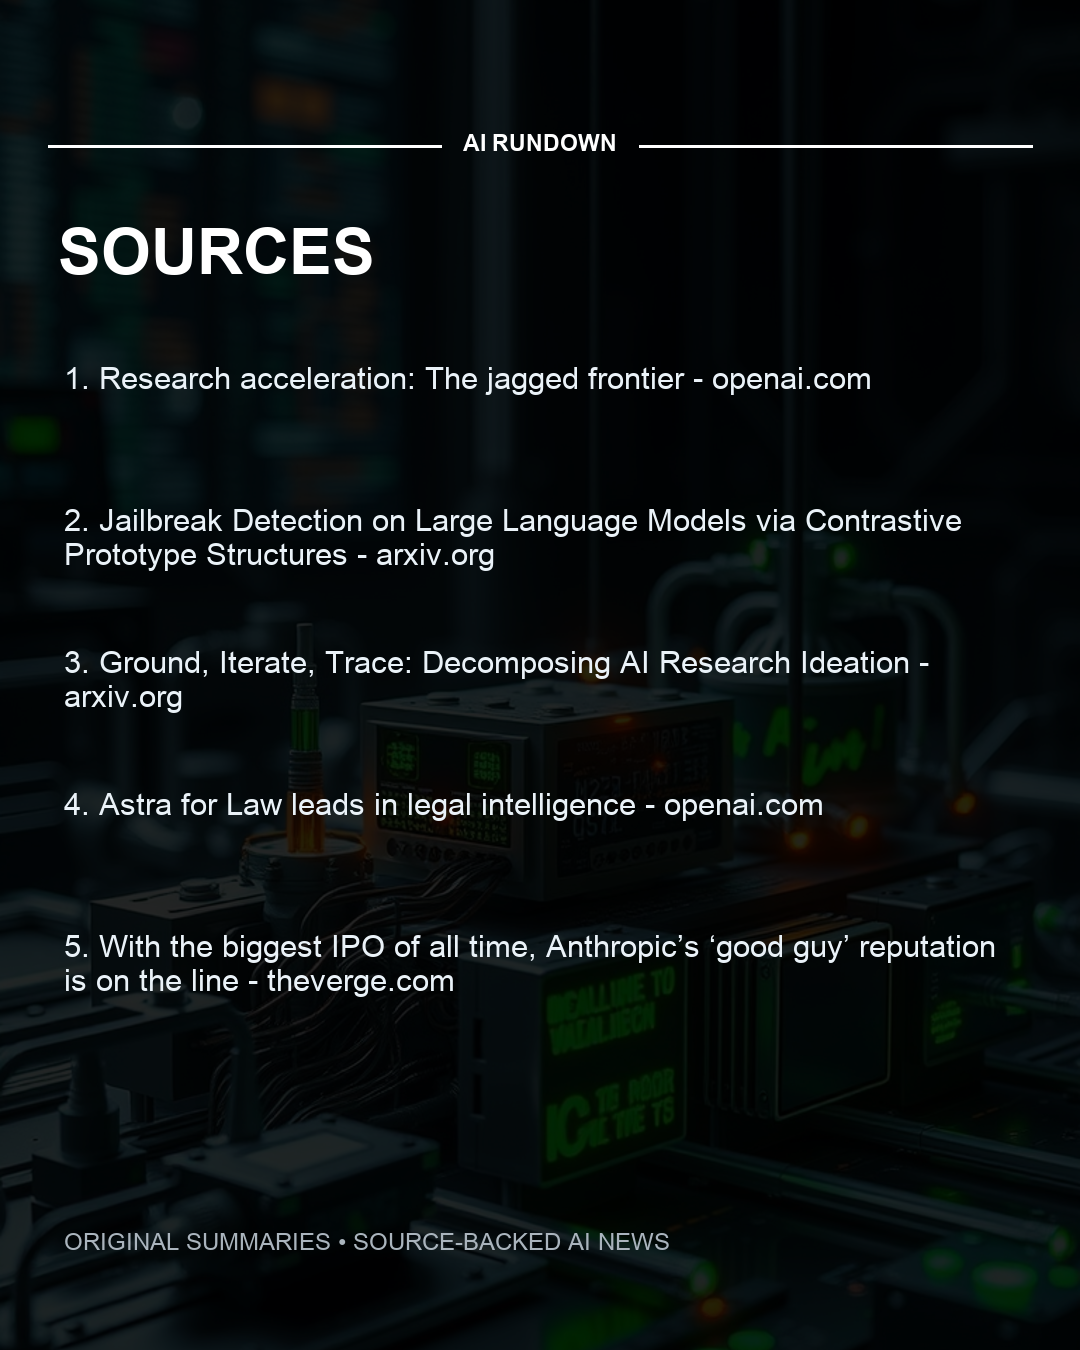 AI RUNDOWN
SOURCES
1. Research acceleration: The jagged frontier - openai.com
2. Jailbreak Detection on Large Language Models via Contrastive
Prototype Structures - arxiv.org
3. Ground, Iterate, Trace: Decomposing AI Research Ideation -
arxiv.org
4. Astra for Law leads in legal intelligence - openai.com
5. With the biggest IPO of all time, Anthropic’s ‘good guy’ reputation
is on the line - theverge.com
ORIGINAL SUMMARIES • SOURCE-BACKED AI NEWS